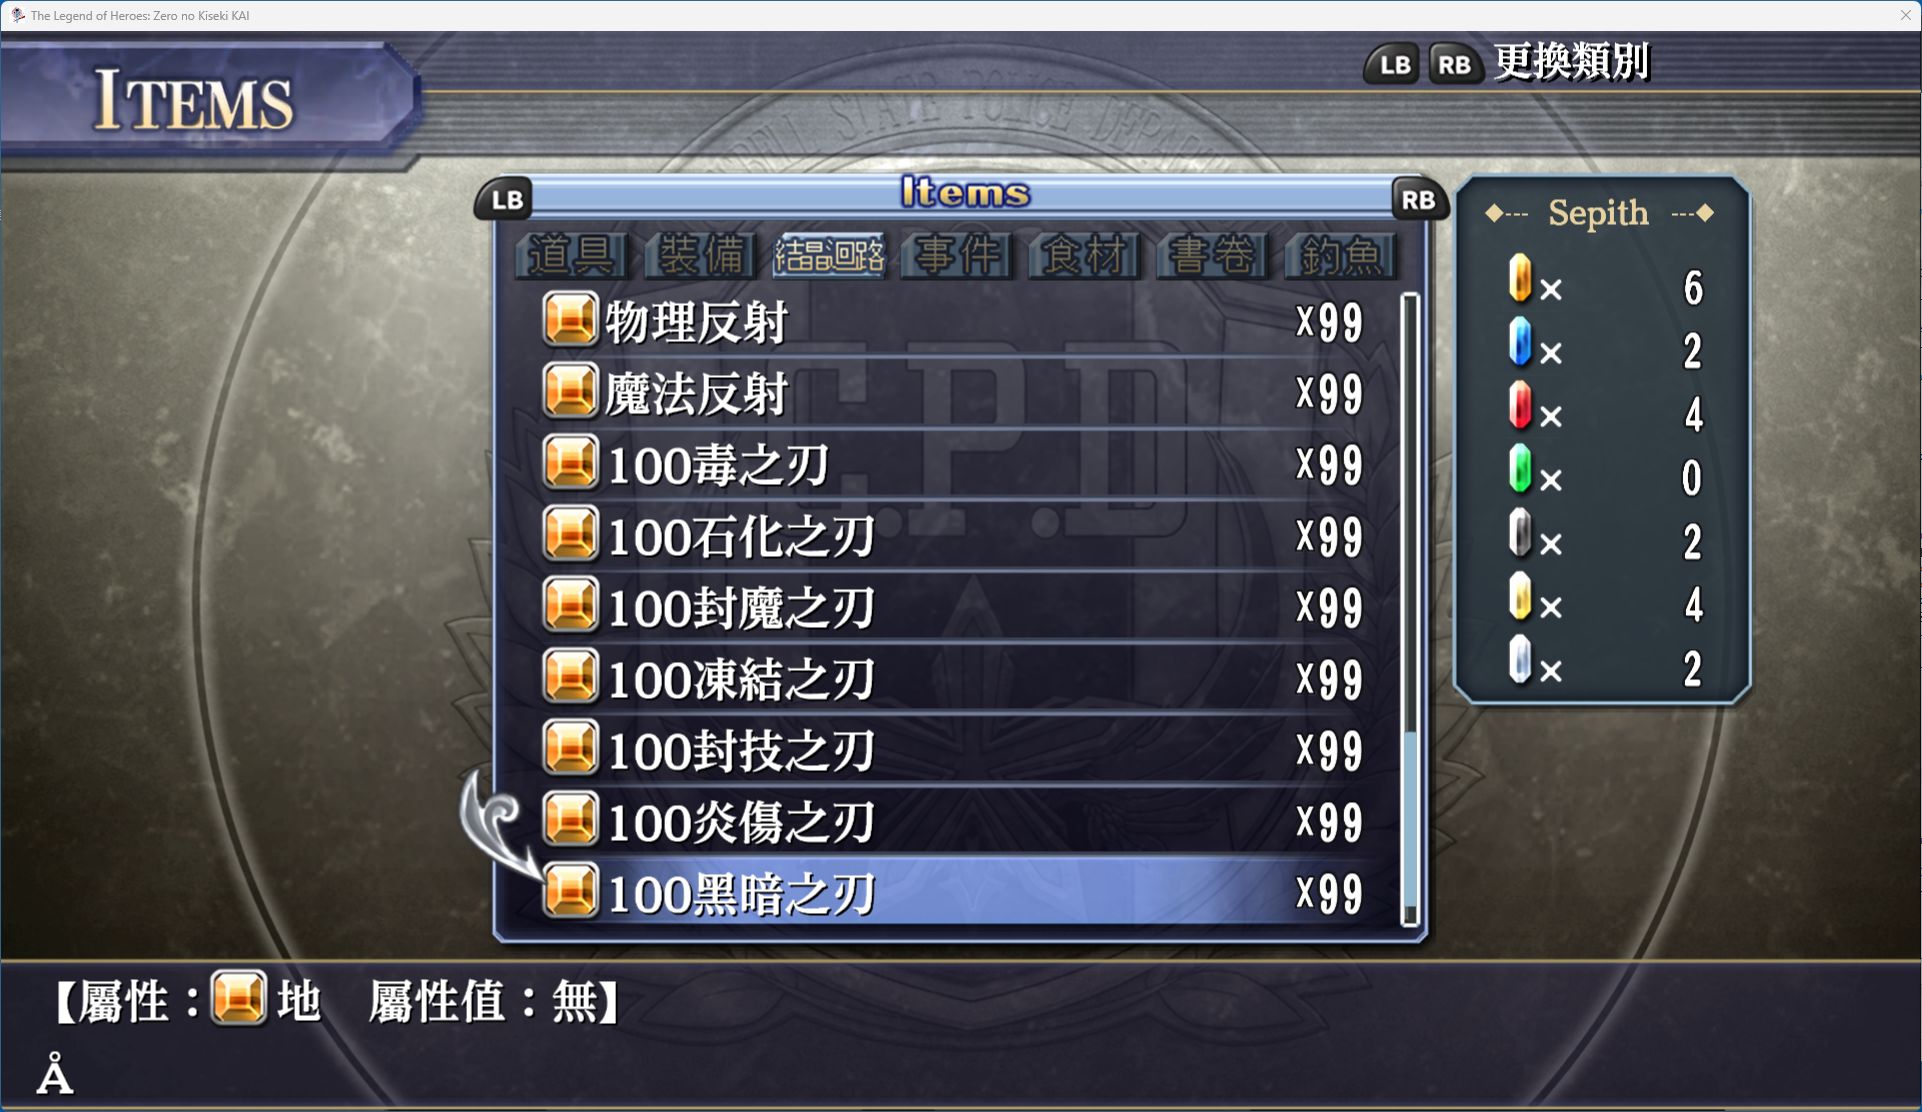 The Legend of Heroes: Zero no Kiseki KAI
ITEMS
LB RB 更換類別
LB Items RB
道具 裝備 結晶迴路 事件 食材 書卷 釣魚
物理反射 x99
魔法反射 x99
100毒之刃 x99
100石化之刃 x99
100封魔之刃 x99
100凍結之刃 x99
100封技之刃 x99
100炎傷之刃 x99
100黑暗之刃 x99
Sepith
× 6
× 2
× 4
× 0
× 2
× 4
× 2
C.P.D
STATE POLICE
【屬性：地 屬性值：無】
Å